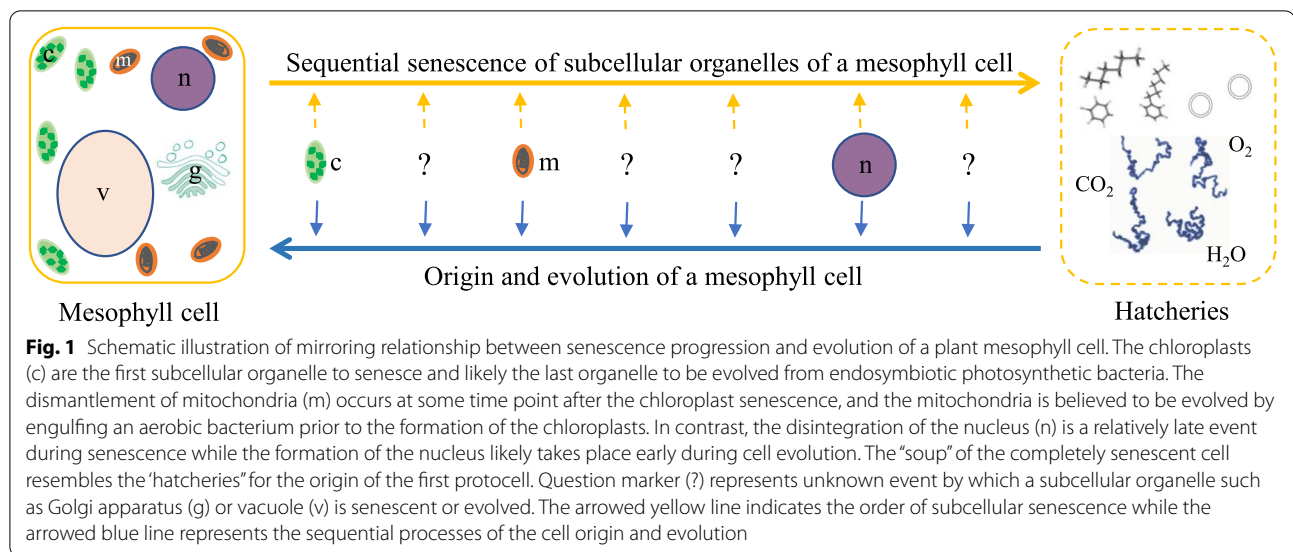 c
m
n
v
g
Mesophyll cell
Sequential senescence of subcellular organelles of a mesophyll cell
c ? m ? ? n ?
Origin and evolution of a mesophyll cell
O₂
CO₂
H₂O
Hatcheries
Fig. 1 Schematic illustration of mirroring relationship between senescence progression and evolution of a plant mesophyll cell. The chloroplasts
(c) are the first subcellular organelle to senesce and likely the last organelle to be evolved from endosymbiotic photosynthetic bacteria. The
dismantlement of mitochondria (m) occurs at some time point after the chloroplast senescence, and the mitochondria is believed to be evolved by
engulfing an aerobic bacterium prior to the formation of the chloroplasts. In contrast, the disintegration of the nucleus (n) is a relatively late event
during senescence while the formation of the nucleus likely takes place early during cell evolution. The “soup” of the completely senescent cell
resembles the ‘hatcheries” for the origin of the first protocell. Question marker (?) represents unknown event by which a subcellular organelle such
as Golgi apparatus (g) or vacuole (v) is senescent or evolved. The arrowed yellow line indicates the order of subcellular senescence while the
arrowed blue line represents the sequential processes of the cell origin and evolution